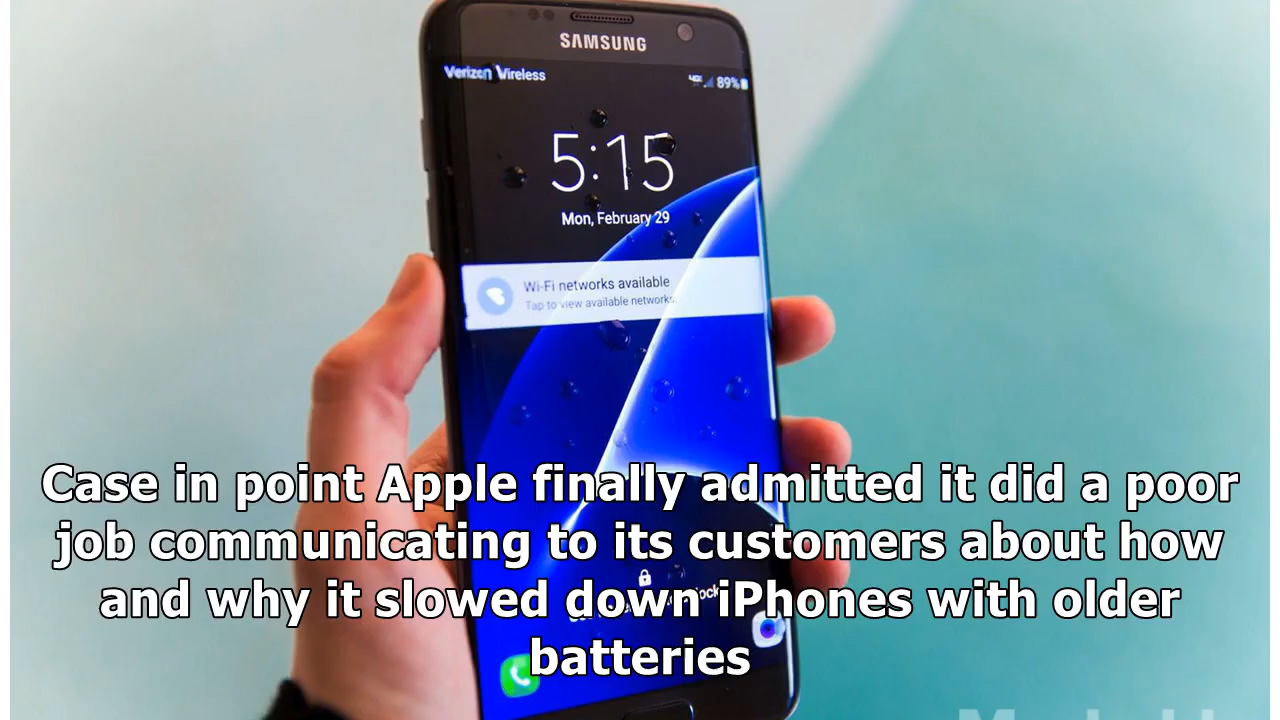 SAMSUNG
Verizon Wireless
89%
5:15
Mon, February 29
Wi-Fi networks available
Tap to view available networks.
Case in point Apple finally admitted it did a poor
job communicating to its customers about how
and why it slowed down iPhones with older
batteries